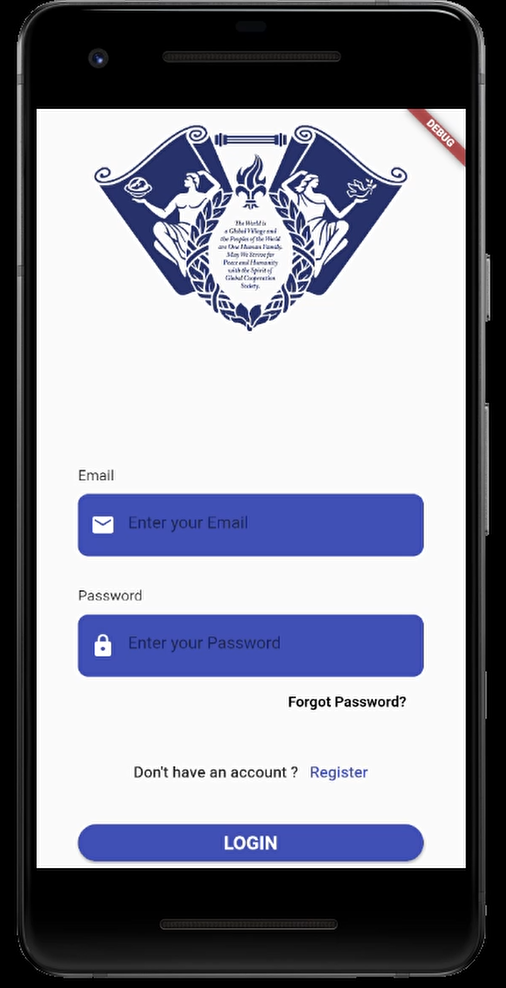 DEBUG
The World is
a Global Village and
the Peoples of the World
are One Human Family.
May We Strive for
Peace and Humanity
with the Spirit of
Global Cooperation
Society.
Email
Enter your Email
Password
Enter your Password
Forgot Password?
Don't have an account ? Register
LOGIN